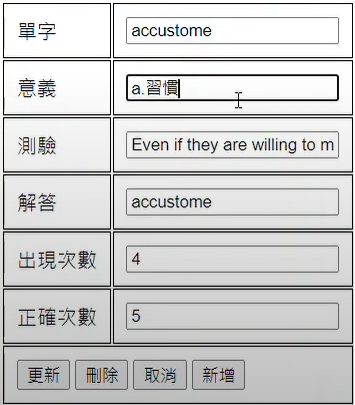 單字 accustome
意義 a.習慣
測驗 Even if they are willing to m
解答 accustome
出現次數 4
正確次數 5
更新 刪除 取消 新增